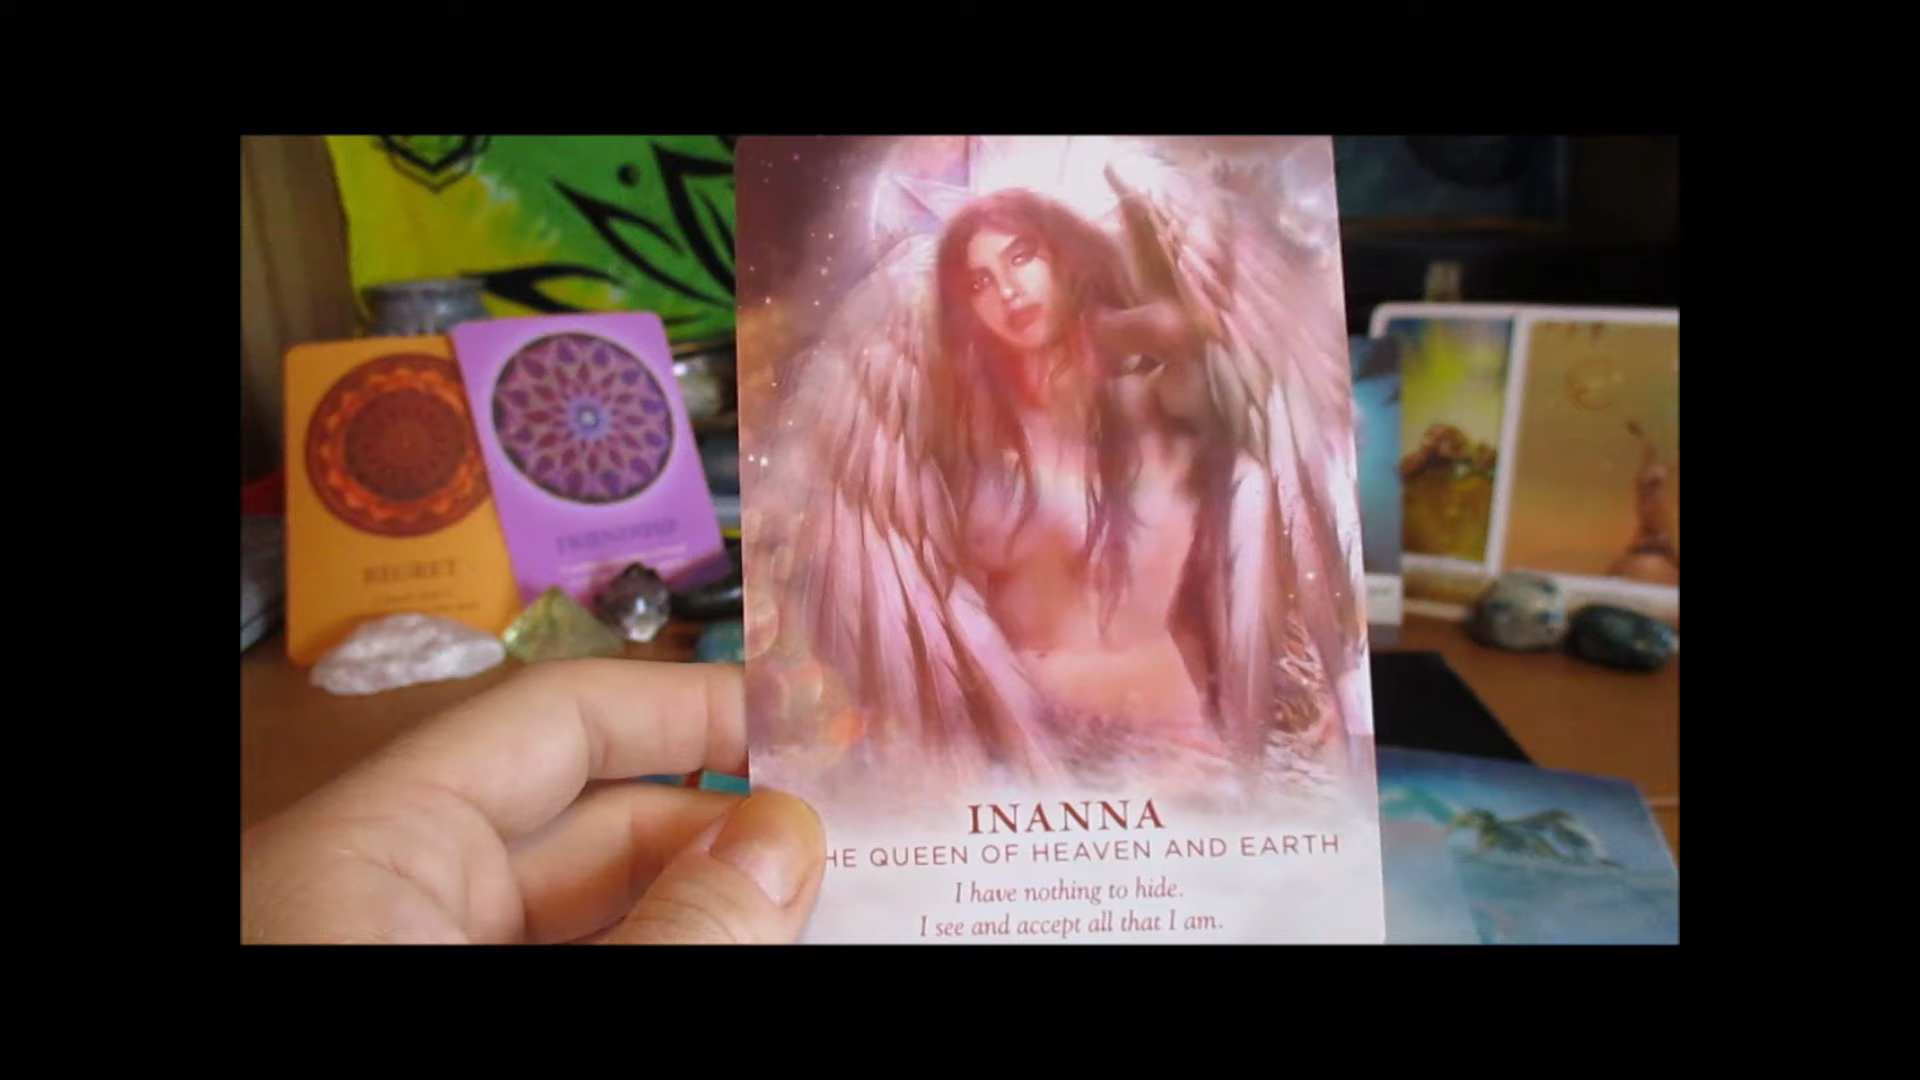 REGRET
FRIENDSHIP
INANNA
HE QUEEN OF HEAVEN AND EARTH
I have nothing to hide.
I see and accept all that I am.